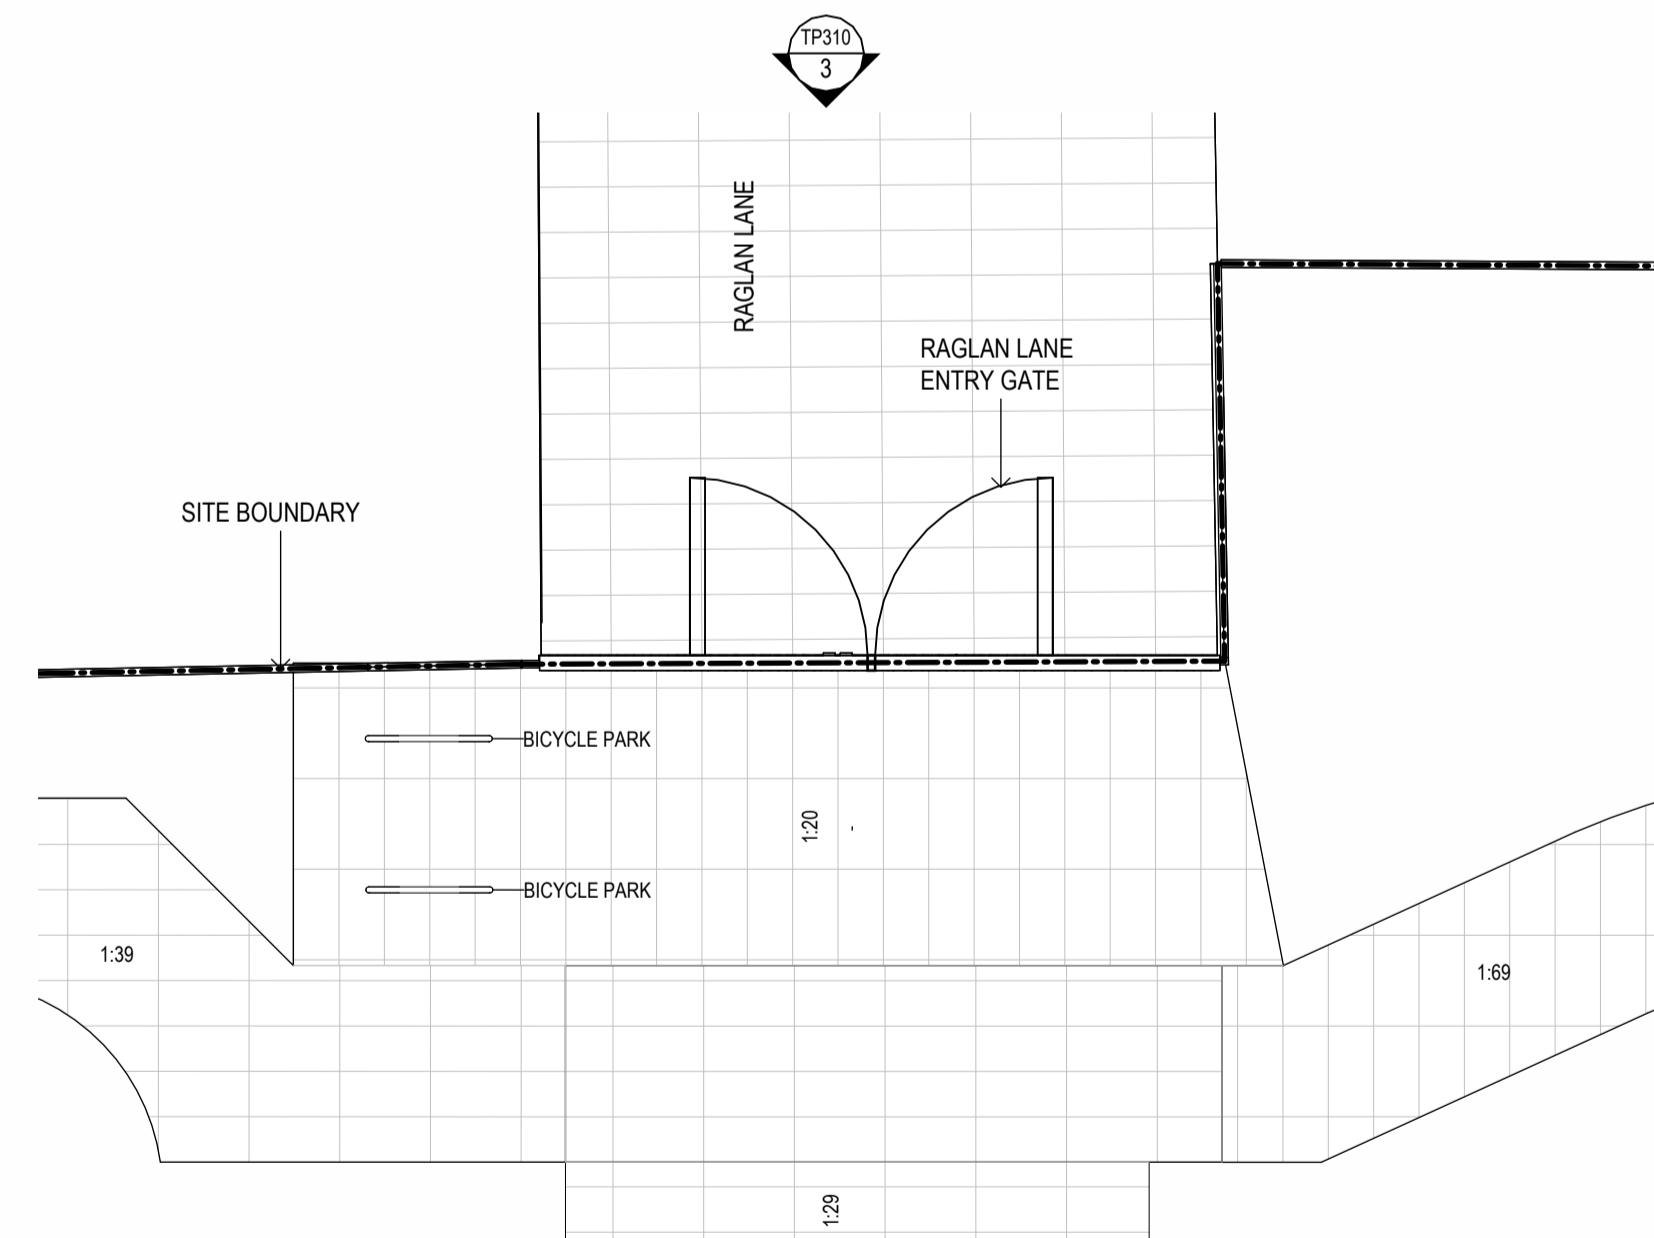 TP310
3
RAGLAN LANE
RAGLAN LANE
ENTRY GATE
SITE BOUNDARY
BICYCLE PARK
1:20
BICYCLE PARK
1:39
1:69
1:29